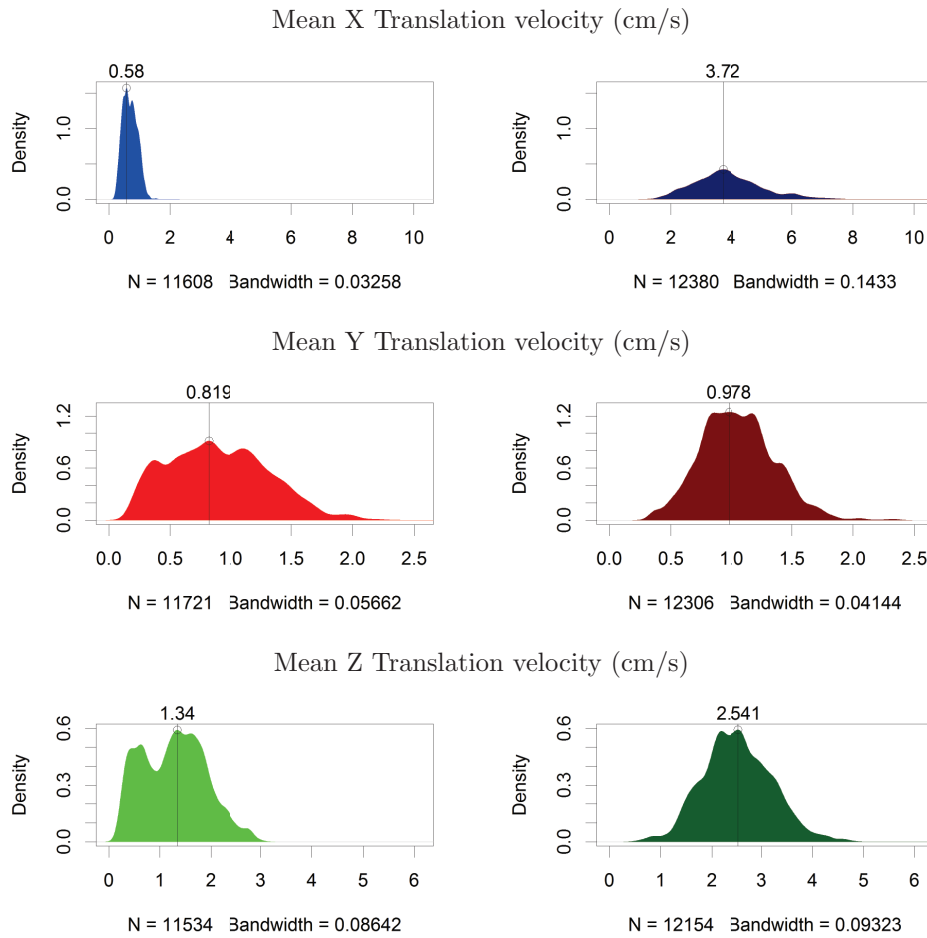 Mean X Translation velocity (cm/s)
0.58
3.72
Density
0.0 1.0
0 2 4 6 8 10
N = 11608 Bandwidth = 0.03258
Density
0.0 1.0
0 2 4 6 8 10
N = 12380 Bandwidth = 0.1433
Mean Y Translation velocity (cm/s)
0.819
0.978
Density
0.0 0.6 1.2
0.0 0.5 1.0 1.5 2.0 2.5
N = 11721 Bandwidth = 0.05662
Density
0.0 0.6 1.2
0.0 0.5 1.0 1.5 2.0 2.5
N = 12306 Bandwidth = 0.04144
Mean Z Translation velocity (cm/s)
1.34
2.541
Density
0.0 0.3 0.6
0 1 2 3 4 5 6
N = 11534 Bandwidth = 0.08642
Density
0.0 0.3 0.6
0 1 2 3 4 5 6
N = 12154 Bandwidth = 0.09323